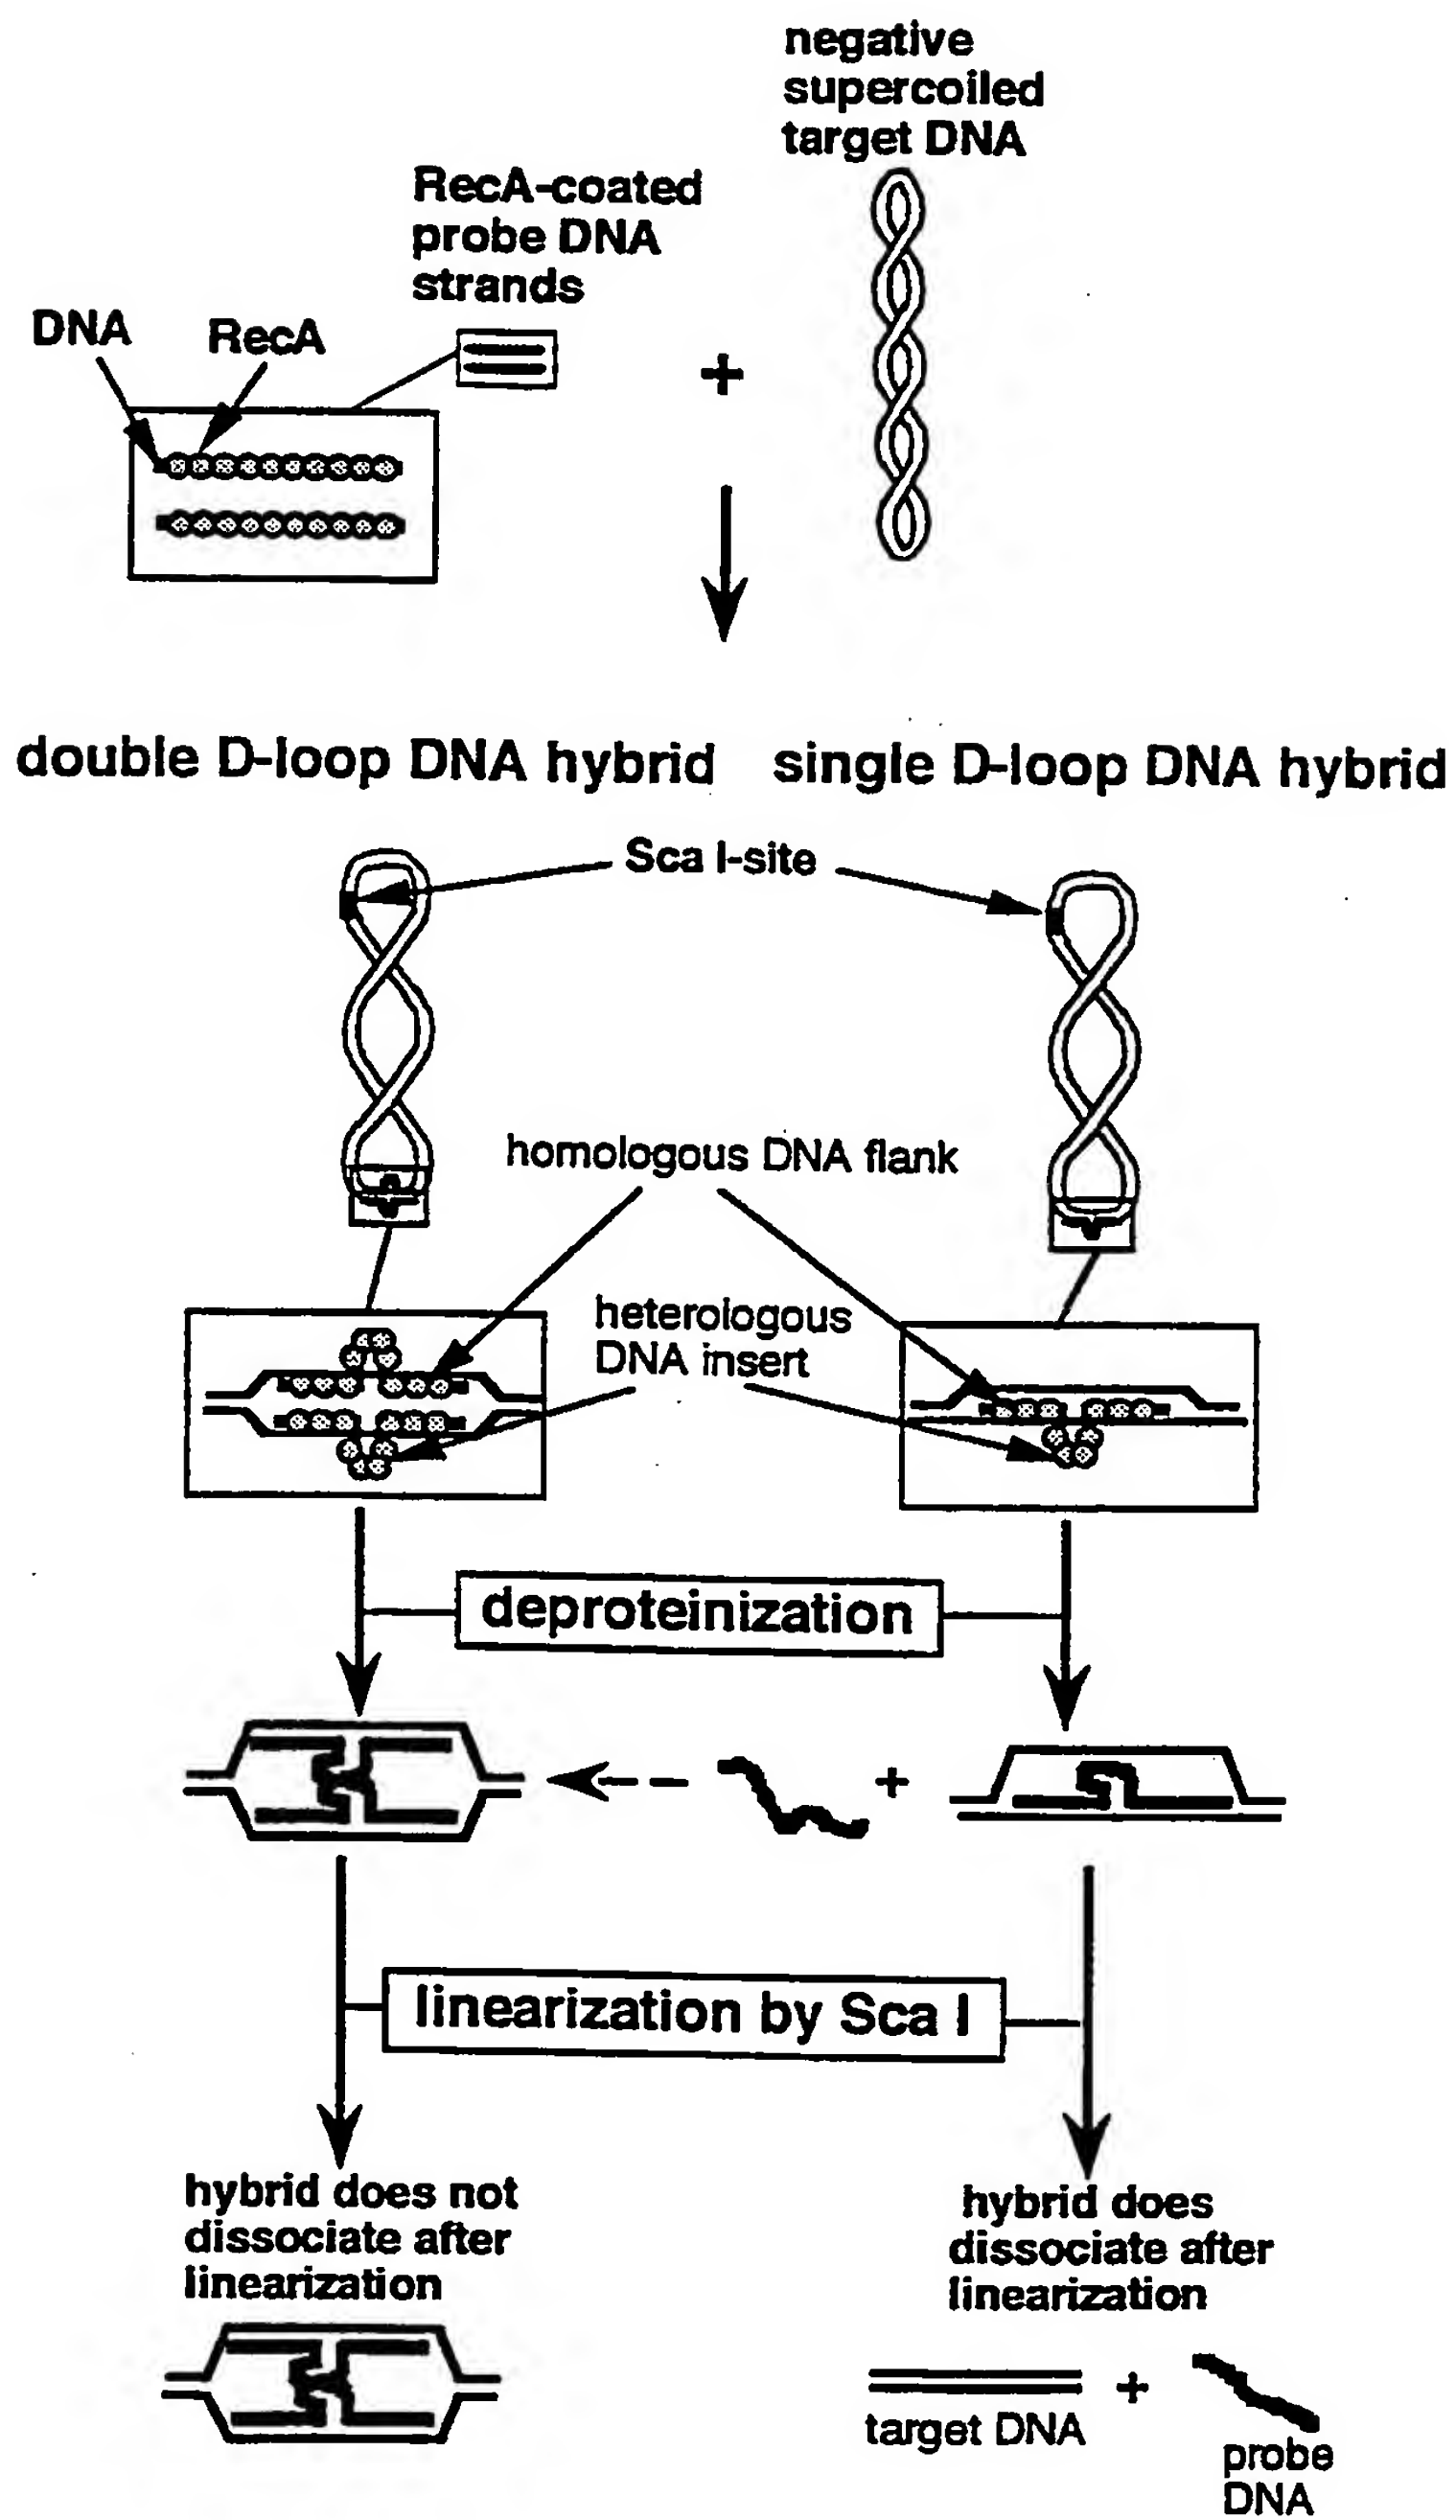 negative
supercoiled
target DNA
RecA-coated
probe DNA
strands
DNA
RecA
+
double D-loop DNA hybrid
single D-loop DNA hybrid
Sca I-site
homologous DNA flank
heterologous
DNA insert
deproteinization
+
linearization by Sca I
hybrid does not
dissociate after
linearization
hybrid does
dissociate after
linearization
+
target DNA
probe
DNA